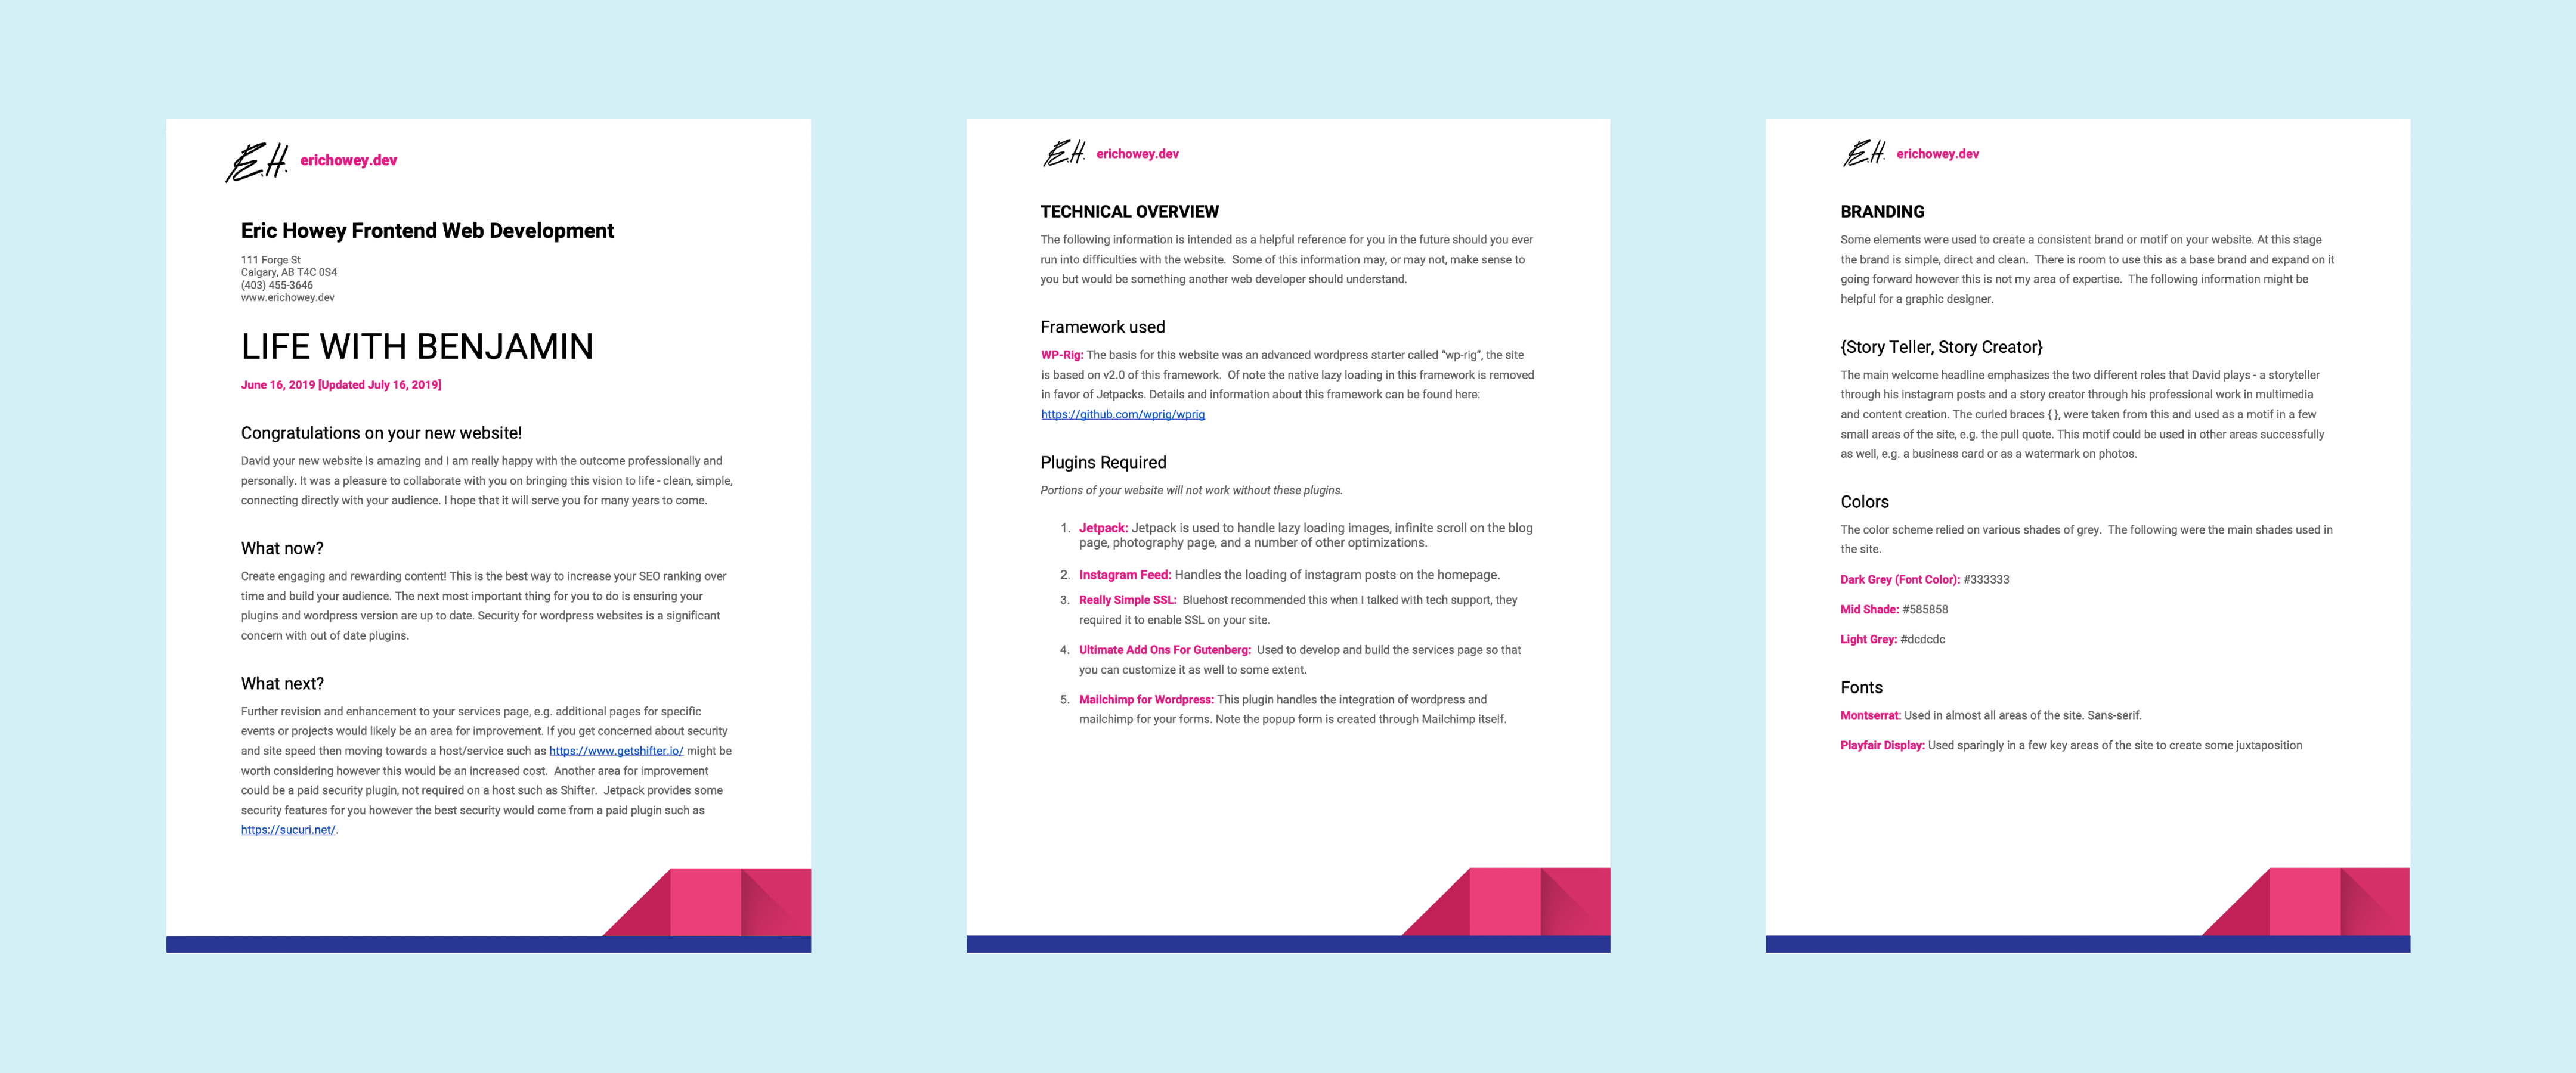 E.H. erichowey.dev
Eric Howey Frontend Web Development
111 Forge St
Calgary, AB T4C 0S4
(403) 455-3646
www.erichowey.dev
LIFE WITH BENJAMIN
June 16, 2019 [Updated July 16, 2019]
Congratulations on your new website!
David your new website is amazing and I am really happy with the outcome professionally and
personally. It was a pleasure to collaborate with you on bringing this vision to life - clean, simple,
connecting directly with your audience. I hope that it will serve you for many years to come.
What now?
Create engaging and rewarding content! This is the best way to increase your SEO ranking over
time and build your audience. The next most important thing for you to do is ensuring your
plugins and wordpress version are up to date. Security for wordpress websites is a significant
concern with out of date plugins.
What next?
Further revision and enhancement to your services page, e.g. additional pages for specific
events or projects would likely be an area for improvement. If you get concerned about security
and site speed then moving towards a host/service such as https://www.getshifter.io/ might be
worth considering however this would be an increased cost.  Another area for improvement
could be a paid security plugin, not required on a host such as Shifter.  Jetpack provides some
security features for you however the best security would come from a paid plugin such as
https://sucuri.net/.
E.H. erichowey.dev
TECHNICAL OVERVIEW
The following information is intended as a helpful reference for you in the future should you ever
run into difficulties with the website.  Some of this information may, or may not, make sense to
you but would be something another web developer should understand.
Framework used
WP-Rig: The basis for this website was an advanced wordpress starter called “wp-rig”, the site
is based on v2.0 of this framework.  Of note the native lazy loading in this framework is removed
in favor of Jetpacks. Details and information about this framework can be found here:
https://github.com/wprig/wprig
Plugins Required
Portions of your website will not work without these plugins.
1. Jetpack: Jetpack is used to handle lazy loading images, infinite scroll on the blog
page, photography page, and a number of other optimizations.
2. Instagram Feed: Handles the loading of instagram posts on the homepage.
3. Really Simple SSL:  Bluehost recommended this when I talked with tech support, they
required it to enable SSL on your site.
4. Ultimate Add Ons For Gutenberg:  Used to develop and build the services page so that
you can customize it as well to some extent.
5. Mailchimp for Wordpress: This plugin handles the integration of wordpress and
mailchimp for your forms. Note the popup form is created through Mailchimp itself.
E.H. erichowey.dev
BRANDING
Some elements were used to create a consistent brand or motif on your website. At this stage
the brand is simple, direct and clean.  There is room to use this as a base brand and expand on it
going forward however this is not my area of expertise.  The following information might be
helpful for a graphic designer.
{Story Teller, Story Creator}
The main welcome headline emphasizes the two different roles that David plays - a storyteller
through his instagram posts and a story creator through his professional work in multimedia
and content creation. The curled braces { }, were taken from this and used as a motif in a few
small areas of the site, e.g. the pull quote. This motif could be used in other areas successfully
as well, e.g. a business card or as a watermark on photos.
Colors
The color scheme relied on various shades of grey.  The following were the main shades used in
the site.
Dark Grey (Font Color): #333333
Mid Shade: #585858
Light Grey: #dcdcdc
Fonts
Montserrat: Used in almost all areas of the site. Sans-serif.
Playfair Display: Used sparingly in a few key areas of the site to create some juxtaposition